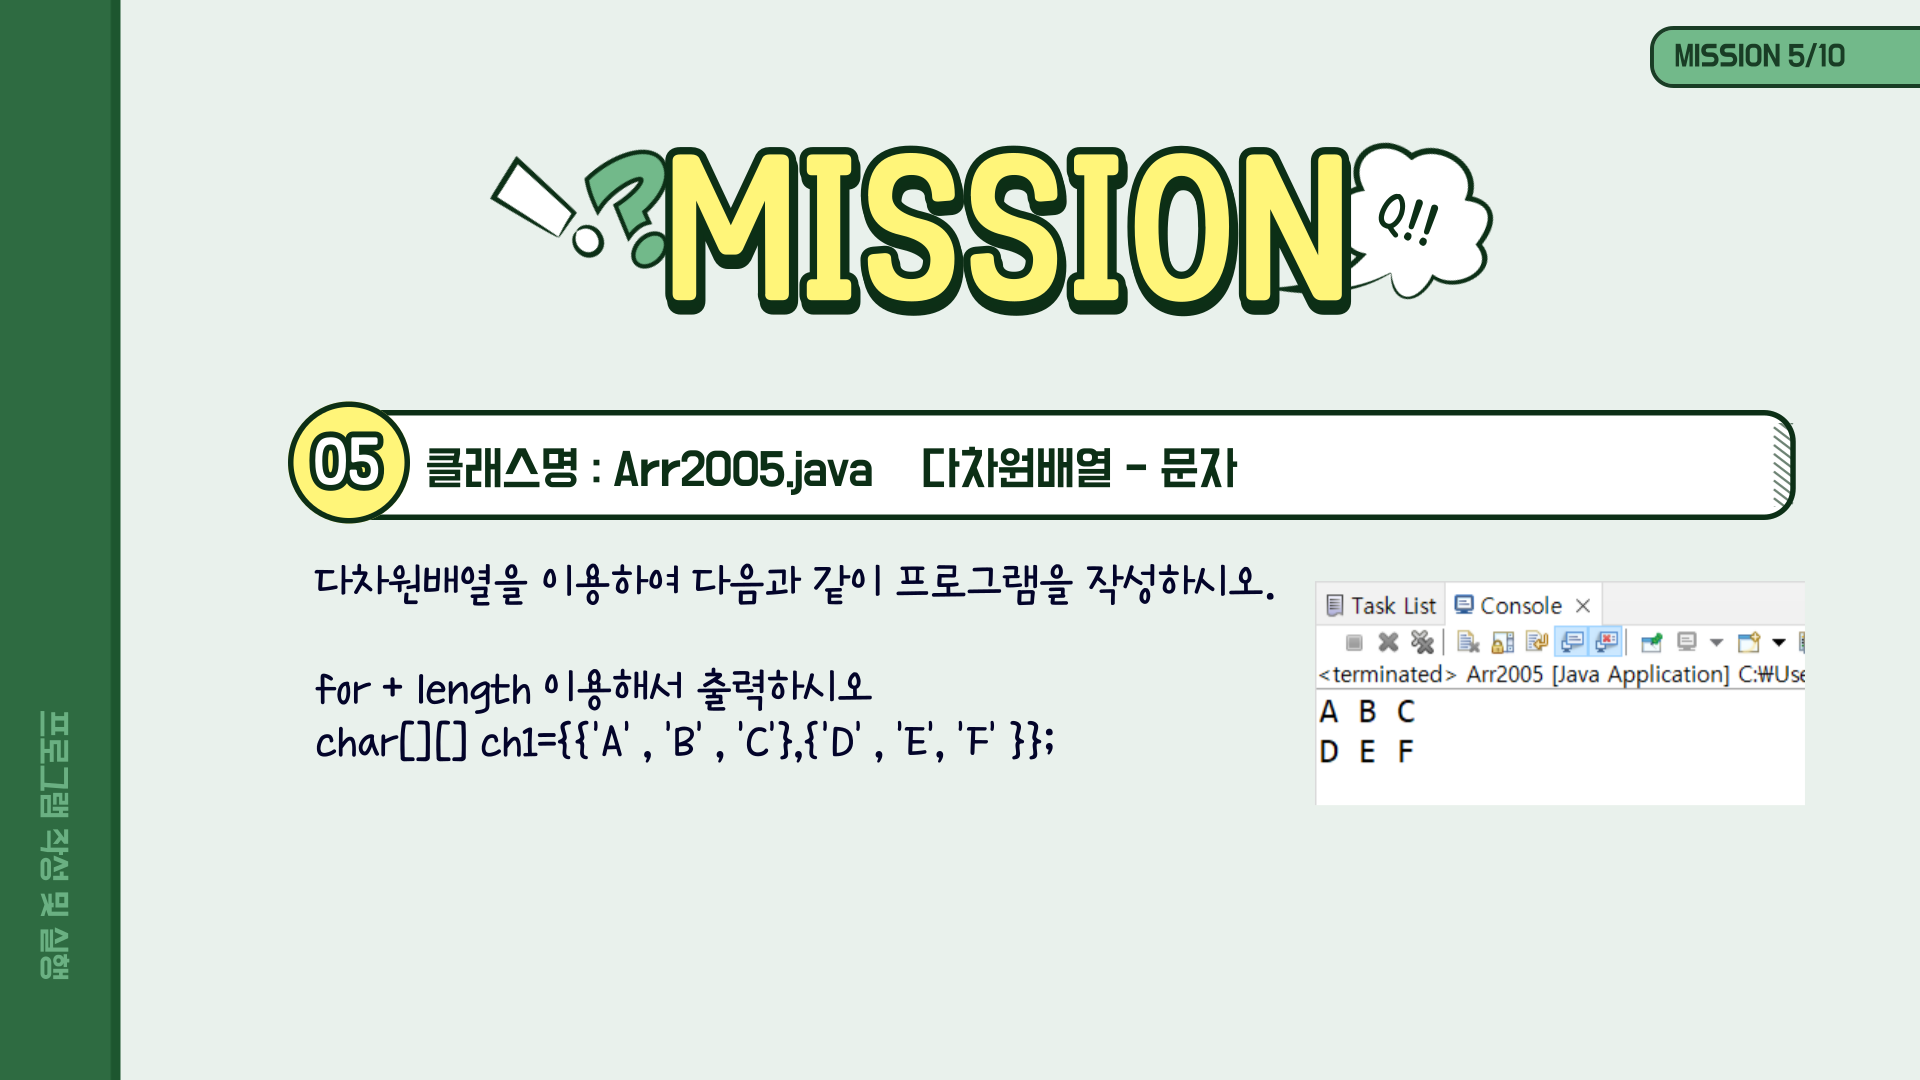 MISSION 5/10
!?MISSION
Q!!
05 클래스명 : Arr2005.java 다차원배열 - 문자
다차원배열을 이용하여 다음과 같이 프로그램을 작성하시오.
for + length 이용해서 출력하시오
char[][] ch1={{'A' , 'B' , 'C'},{'D' , 'E', 'F' }};
Task List Console
<terminated> Arr2005 [Java Application] C:₩Use
A B C
D E F
프로그램 작성 및 실행